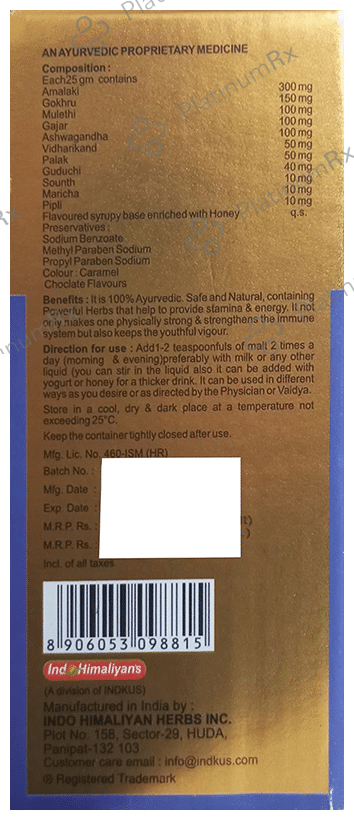 AN AYURVEDIC PROPRIETARY MEDICINE
Composition :
Each25 gm contains
Amalaki 300 mg
Gokhru 150 mg
Mulethi 100 mg
Gajar 100 mg
Ashwagandha 100 mg
Vidharikand 50 mg
Palak 50 mg
Guduchi 40 mg
Sounth 10 mg
Maricha 10 mg
Pipli 10 mg
Flavoured syrupy base enriched with Honey q.s.
Preservatives :
Sodium Benzoate
Methyl Paraben Sodium
Propyl Paraben Sodium
Colour : Caramel
Choclate Flavours
Benefits : It is 100% Ayurvedic. Safe and Natural, containing
Powerful Herbs that help to provide stamina & energy. It not
only makes one physically strong & strengthens the immune
system but also keeps the youthful vigour.
Direction for use : Add1-2 teaspoonfuls of malt 2 times a
day (morning & evening)preferably with milk or any other
liquid (you can stir in the liquid also it can be added with
yogurt or honey for a thicker drink. It can be used in different
ways as you desire or as directed by the Physician or Vaidya.
Store in a cool, dry & dark place at a temperature not
exceeding 25°C.
Keep the container tightly closed after use.
Mfg. Lic. No. 460-ISM (HR)
Batch No. :
Mfg. Date :
Exp. Date :
M.R.P. Rs. :
M.R.P. Rs. :
Incl. of all taxes
8 906053 098815
Indo Himaliyan's
(A division of INDKUS)
Manufactured in India by :
INDO HIMALIYAN HERBS INC.
Plot No. 158, Sector-29, HUDA,
Panipat-132 103
Customer care email : info@indkus.com
® Registered Trademark
PlatinumRx